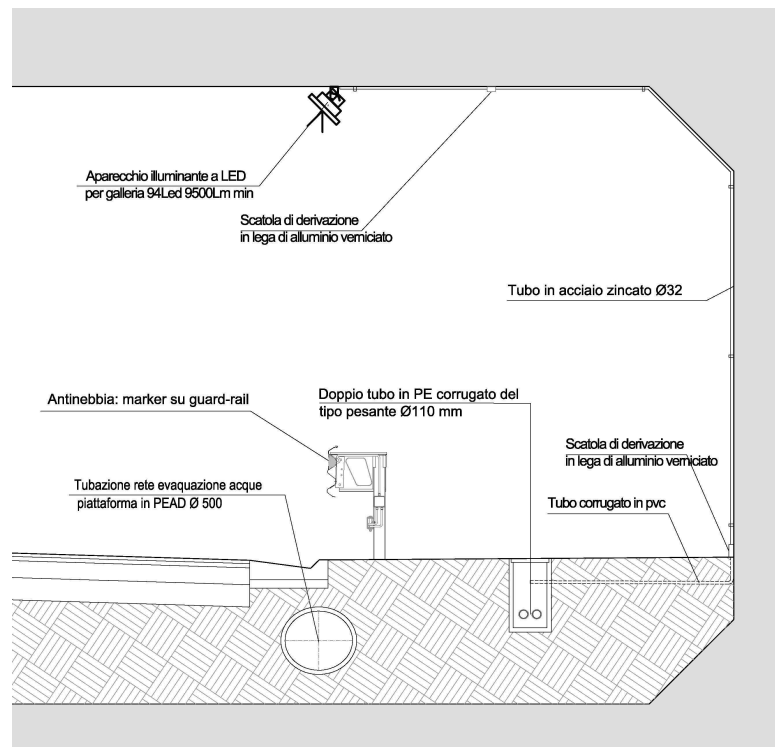 Aparecchio illuminante a LED
per galleria 94Led 9500Lm min
Scatola di derivazione
in lega di alluminio verniciato
Tubo in acciaio zincato Ø32
Antinebbia: marker su guard-rail
Doppio tubo in PE corrugato del
tipo pesante Ø110 mm
Scatola di derivazione
in lega di alluminio verniciato
Tubazione rete evaquazione acque
piattaforma in PEAD Ø 500
Tubo corrugato in pvc